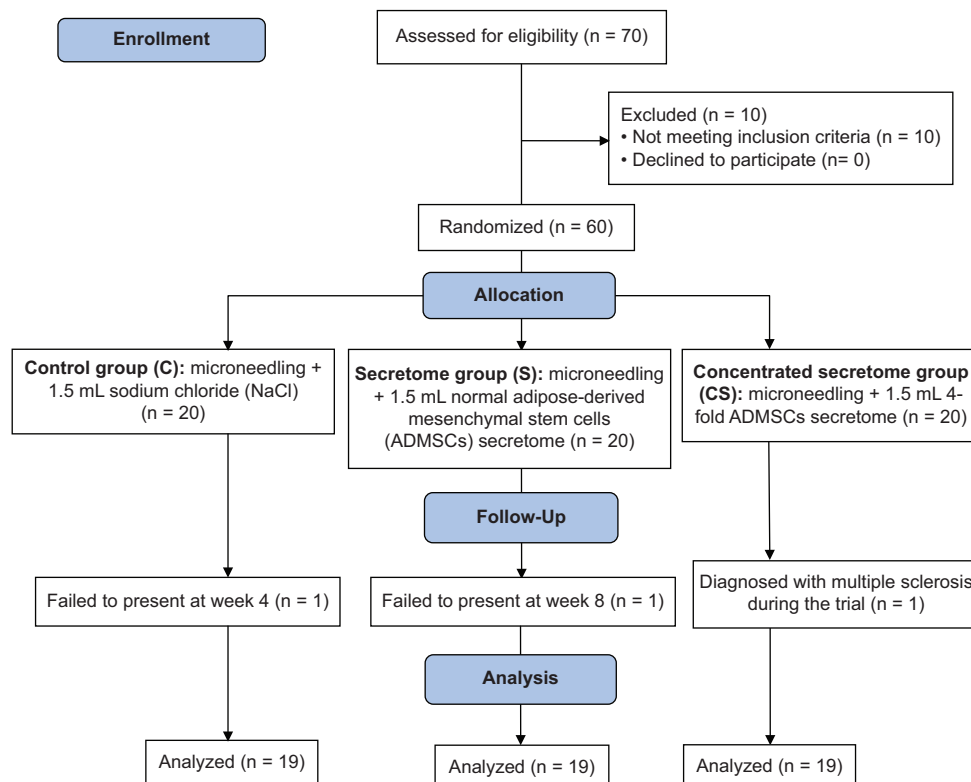 Enrollment
Assessed for eligibility (n = 70)
Excluded (n = 10)
• Not meeting inclusion criteria (n = 10)
• Declined to participate (n= 0)
Randomized (n = 60)
Allocation
Control group (C): microneedling +
1.5 mL sodium chloride (NaCl)
(n = 20)
Secretome group (S): microneedling
+ 1.5 mL normal adipose-derived
mesenchymal stem cells
(ADMSCs) secretome (n = 20)
Concentrated secretome group
(CS): microneedling + 1.5 mL 4-
fold ADMSCs secretome (n = 20)
Follow-Up
Failed to present at week 4 (n = 1)
Failed to present at week 8 (n = 1)
Diagnosed with multiple sclerosis
during the trial (n = 1)
Analysis
Analyzed (n = 19)
Analyzed (n = 19)
Analyzed (n = 19)